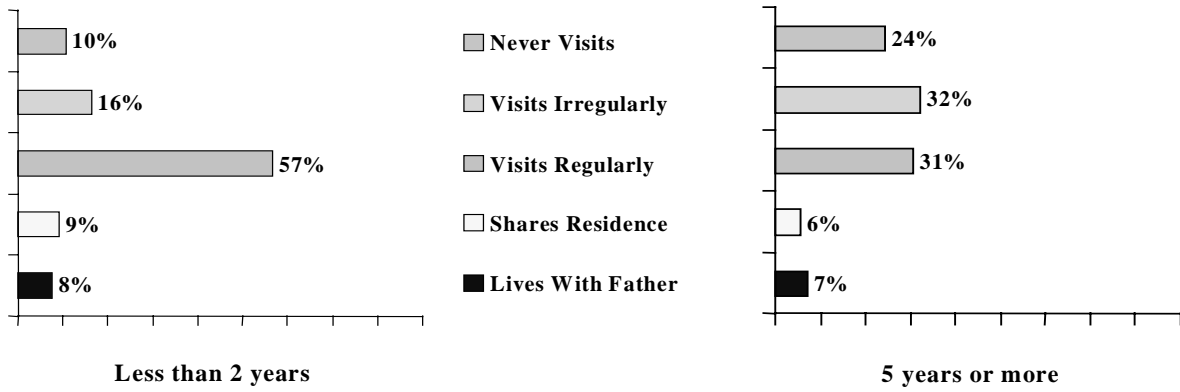 10% Never Visits 24%
16% Visits Irregularly 32%
57% Visits Regularly 31%
9% Shares Residence 6%
8% Lives With Father 7%
Less than 2 years 5 years or more